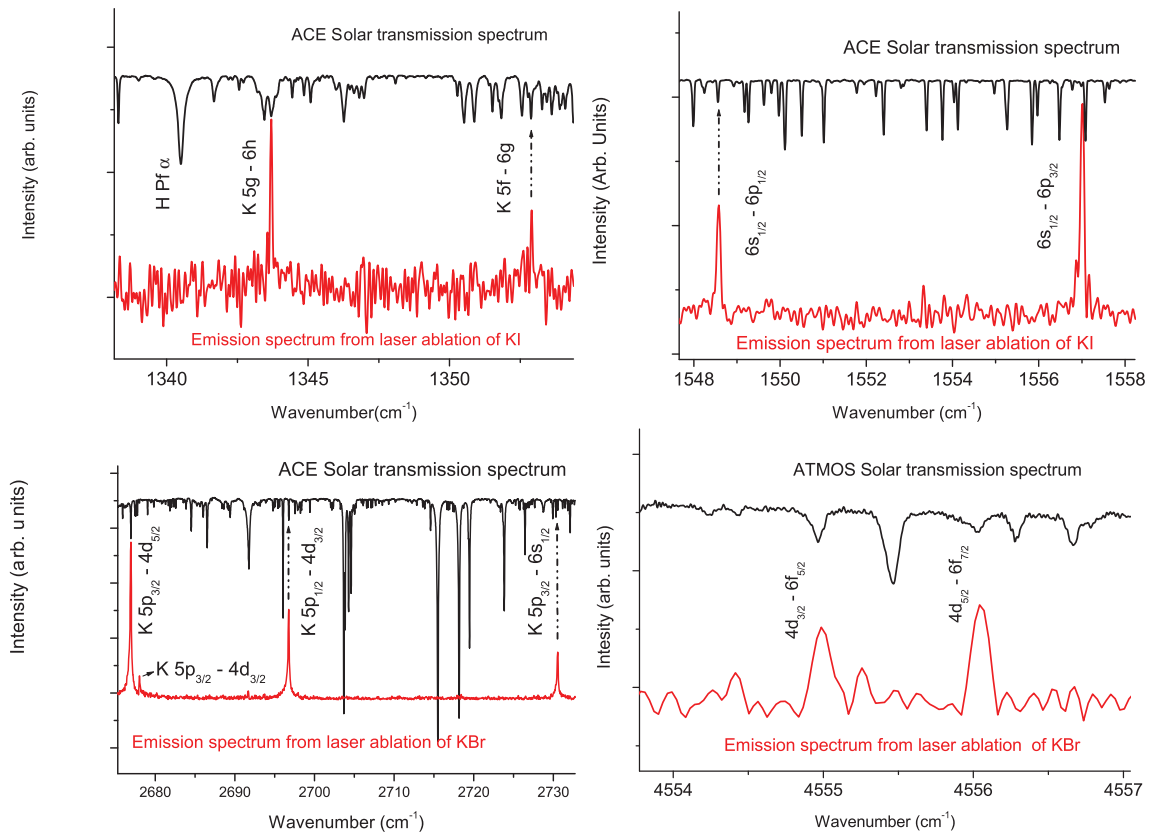 ACE Solar transmission spectrum
Intensity (arb. units)
H Pf α
K 5g - 6h
K 5f - 6g
Emission spectrum from laser ablation of KI
1340 1345 1350
Wavenumber(cm-1)
ACE Solar transmission spectrum
Intensity (Arb. Units)
6s1/2 - 6p1/2
6s1/2 - 6p3/2
Emission spectrum from laser ablation of KI
1548 1550 1552 1554 1556 1558
Wavenumber (cm-1)
ACE Solar transmission spectrum
Intensity (arb. units)
K 5p3/2 - 4d5/2
K 5p3/2 - 4d3/2
K 5p1/2 - 4d3/2
K 5p3/2 - 6s1/2
Emission spectrum from laser ablation of KBr
2680 2690 2700 2710 2720 2730
Wavenumber (cm-1)
ATMOS Solar transmission spectrum
Intesity (arb. units)
4d3/2 - 6f5/2
4d5/2 - 6f7/2
Emission spectrum from laser ablation of KBr
4554 4555 4556 4557
Wavenumber (cm-1)